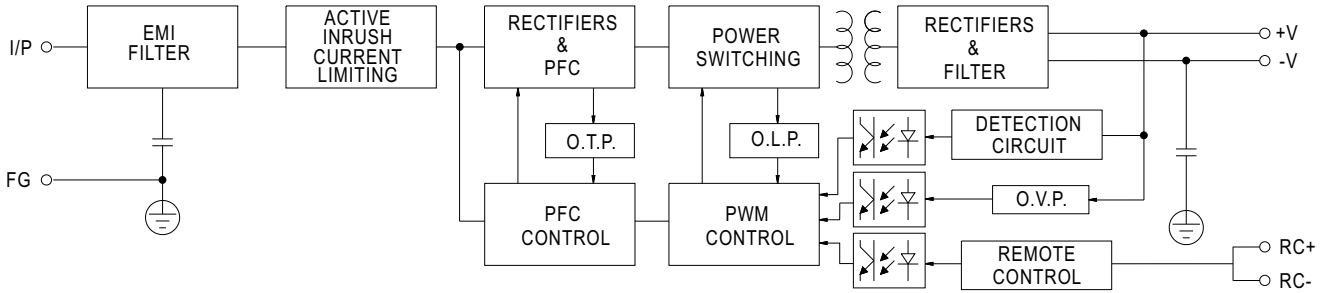 I/P
EMI
FILTER
ACTIVE
INRUSH
CURRENT
LIMITING
RECTIFIERS
&
PFC
POWER
SWITCHING
RECTIFIERS
&
FILTER
+V
-V
O.T.P.
O.L.P.
DETECTION
CIRCUIT
FG
PFC
CONTROL
PWM
CONTROL
O.V.P.
REMOTE
CONTROL
RC+
RC-